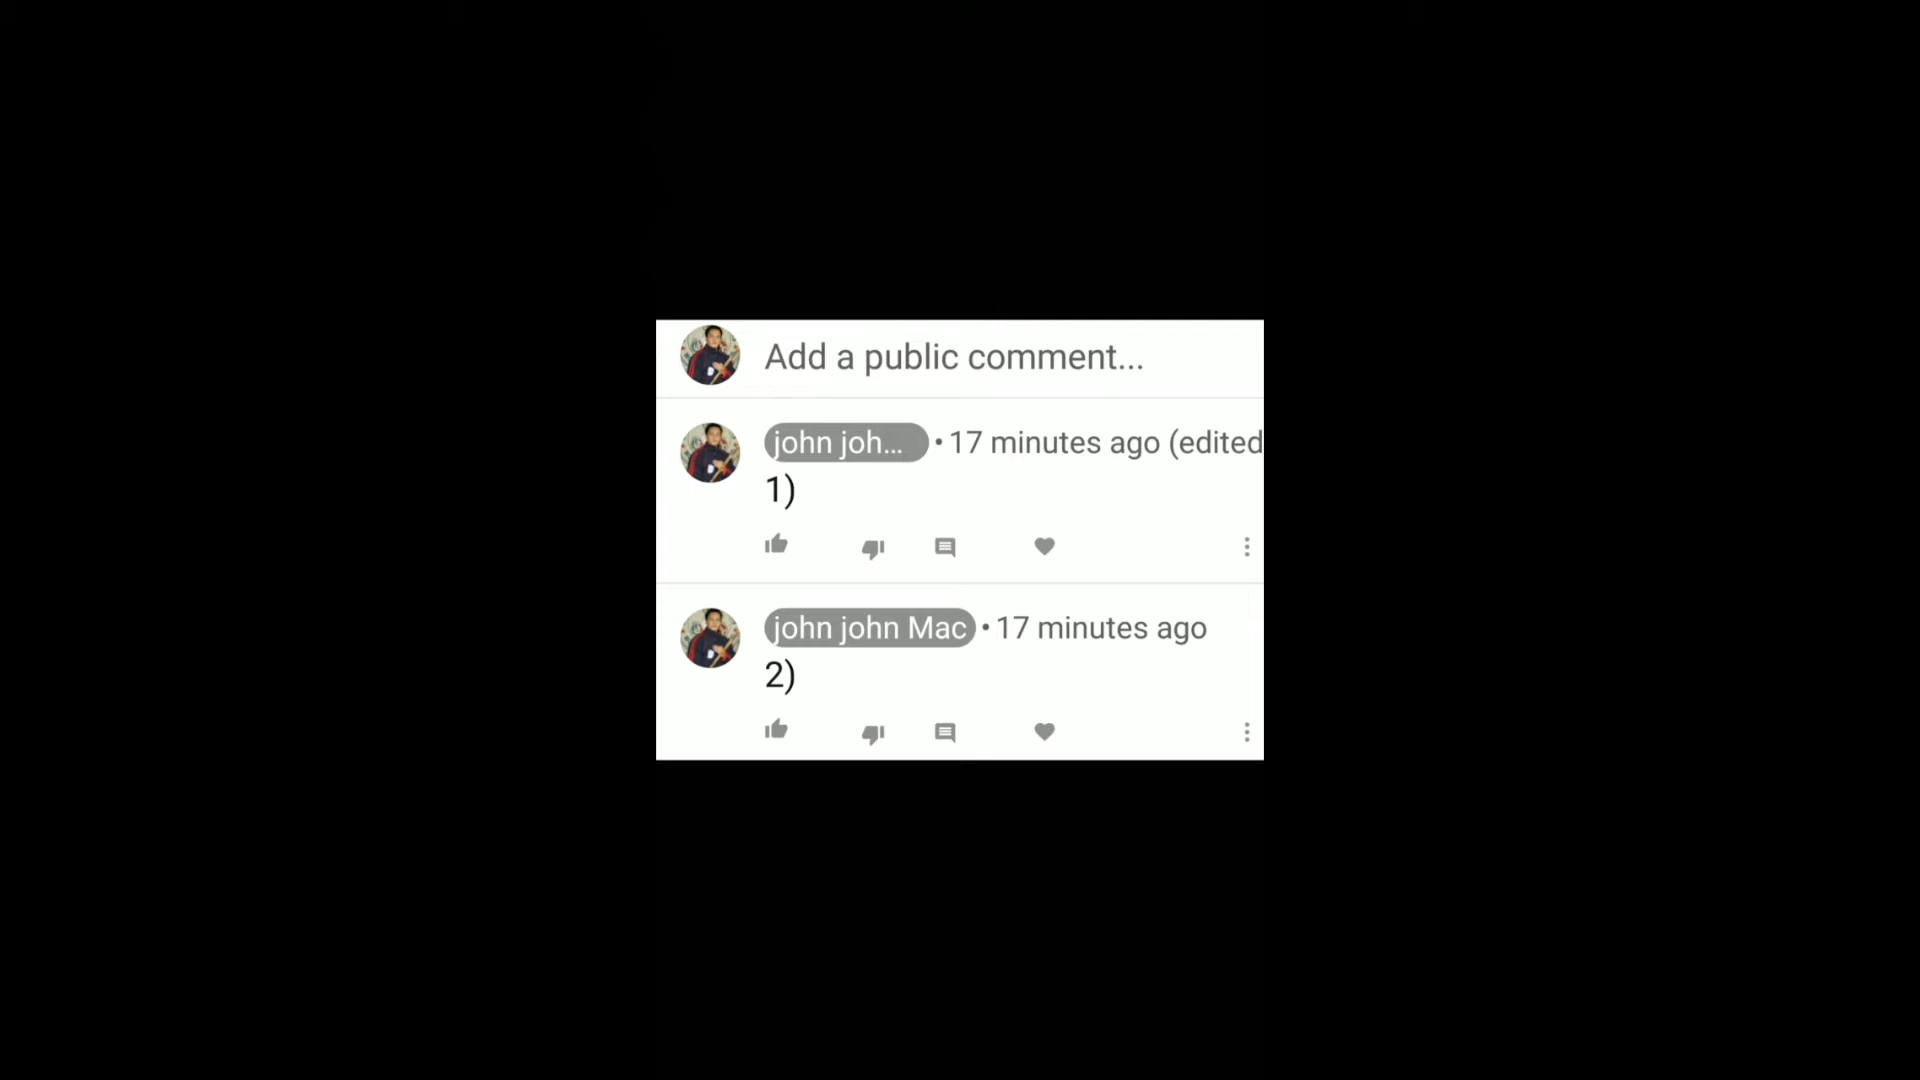 Add a public comment...
john joh... • 17 minutes ago (edited
1)
john john Mac • 17 minutes ago
2)